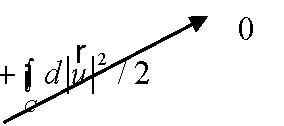 0
+ ∫ d|u|² / 2
C